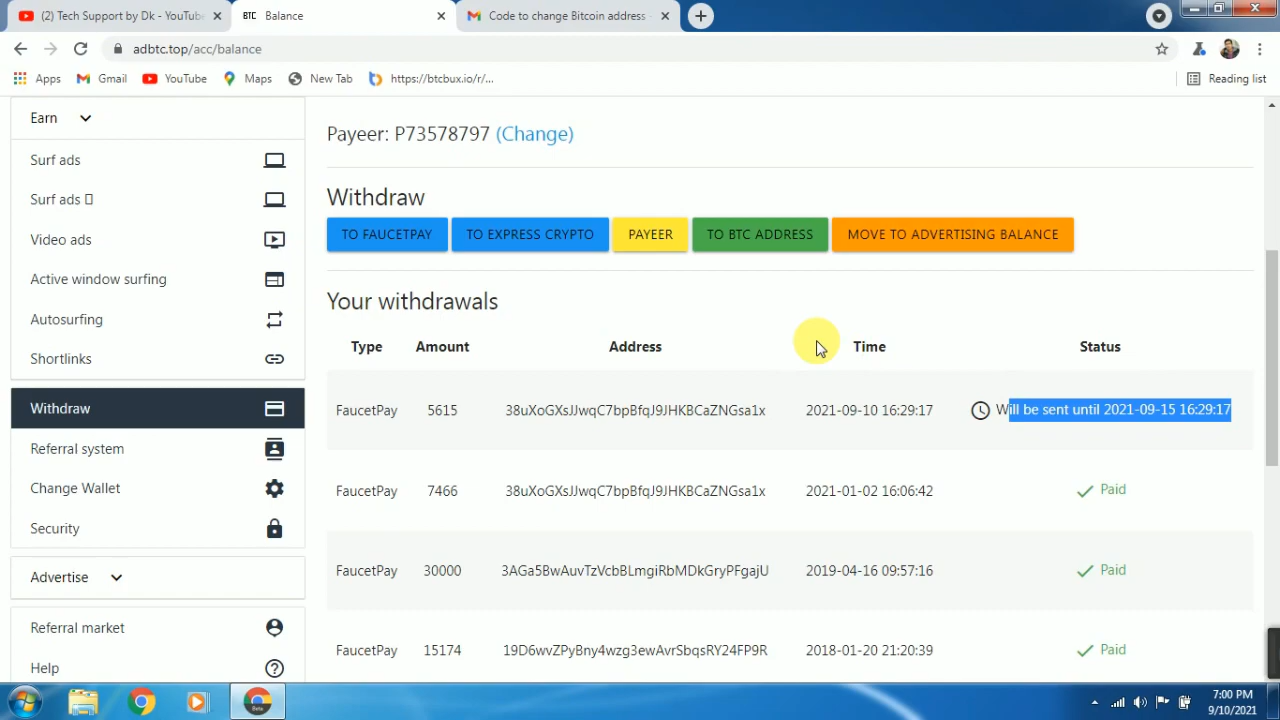 (2) Tech Support by Dk - YouTube
BTC Balance
Code to change Bitcoin address
adbtc.top/acc/balance
Apps
Gmail
YouTube
Maps
New Tab
https://btcbux.io/r/...
Reading list
Earn
Surf ads
Surf ads
Video ads
Active window surfing
Autosurfing
Shortlinks
Withdraw
Referral system
Change Wallet
Security
Advertise
Referral market
Help
Payeer: P73578797 (Change)
Withdraw
TO FAUCETPAY
TO EXPRESS CRYPTO
PAYEER
TO BTC ADDRESS
MOVE TO ADVERTISING BALANCE
Your withdrawals
Type Amount Address Time Status
FaucetPay 5615 38uXoGXsJJwqC7bpBfqJ9JHKBCaZNGsa1x 2021-09-10 16:29:17 Will be sent until 2021-09-15 16:29:17
FaucetPay 7466 38uXoGXsJJwqC7bpBfqJ9JHKBCaZNGsa1x 2021-01-02 16:06:42 Paid
FaucetPay 30000 3AGa5BwAuvTzVcbBLmgiRbMDkGryPFgajU 2019-04-16 09:57:16 Paid
FaucetPay 15174 19D6wvZPyBny4wzg3ewAvrSbqsRY24FP9R 2018-01-20 21:20:39 Paid
Beta
7:00 PM
9/10/2021